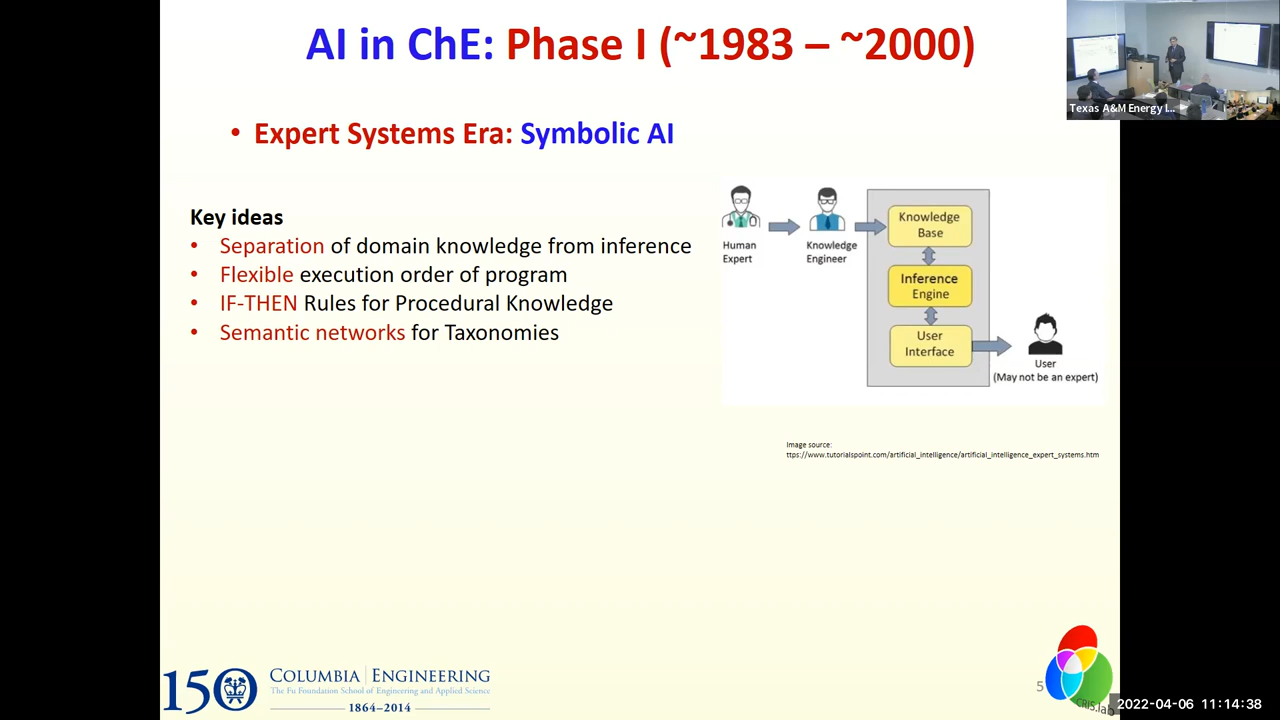 AI in ChE: Phase I (~1983 – ~2000)
Texas A&M Energy I...
• Expert Systems Era: Symbolic AI
Key ideas
• Separation of domain knowledge from inference
• Flexible execution order of program
• IF-THEN Rules for Procedural Knowledge
• Semantic networks for Taxonomies
Human
Expert
Knowledge
Engineer
Knowledge
Base
Inference
Engine
User
Interface
User
(May not be an expert)
Image source:
ttps://www.tutorialspoint.com/artificial_intelligence/artificial_intelligence_expert_systems.htm
150
COLUMBIA | ENGINEERING
The Fu Foundation School of Engineering and Applied Science
1864–2014
5
CRIS.lab
2022-04-06 11:14:38